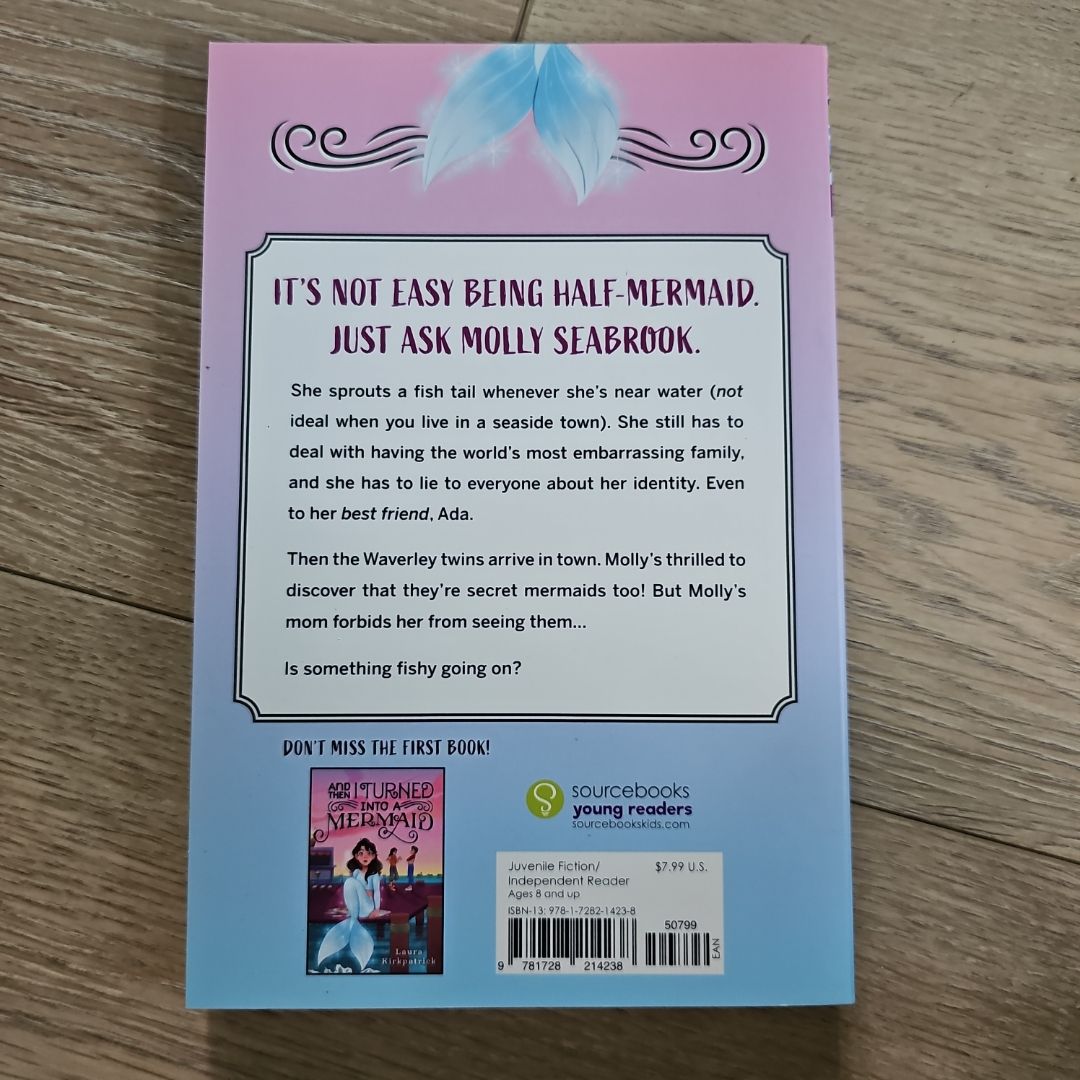 IT'S NOT EASY BEING HALF-MERMAID.
JUST ASK MOLLY SEABROOK.
She sprouts a fish tail whenever she's near water (not
ideal when you live in a seaside town). She still has to
deal with having the world's most embarrassing family,
and she has to lie to everyone about her identity. Even
to her best friend, Ada.
Then the Waverley twins arrive in town. Molly's thrilled to
discover that they're secret mermaids too! But Molly's
mom forbids her from seeing them...
Is something fishy going on?
DON'T MISS THE FIRST BOOK!
AND THEN I TURNED
INTO A
MERMAID
Laura
Kirkpatrick
sourcebooks
young readers
sourcebookskids.com
Juvenile Fiction/ $7.99 U.S.
Independent Reader
Ages 8 and up
ISBN-13: 978-1-7282-1423-8
50799
EAN
9 781728 214238